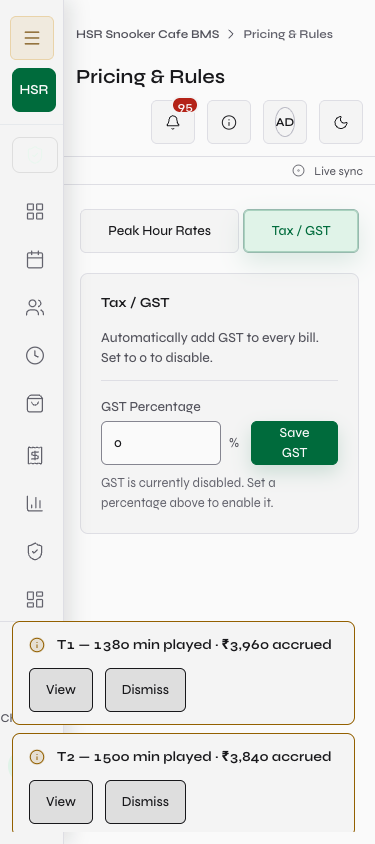 HSR Snooker Cafe BMS > Pricing & Rules
HSR
Pricing & Rules
95
AD
Live sync
Peak Hour Rates
Tax / GST
Tax / GST
Automatically add GST to every bill.
Set to 0 to disable.
GST Percentage
0
%
Save
GST
GST is currently disabled. Set a
percentage above to enable it.
T1 — 1380 min played · ₹3,960 accrued
View
Dismiss
T2 — 1500 min played · ₹3,840 accrued
View
Dismiss